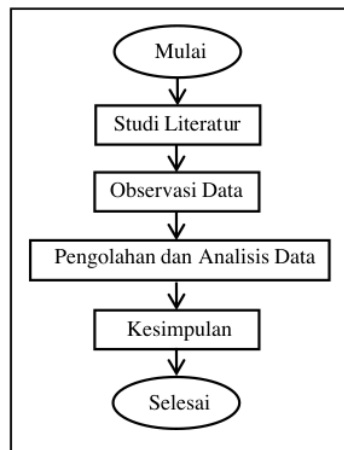 Mulai
Studi Literatur
Observasi Data
Pengolahan dan Analisis Data
Kesimpulan
Selesai